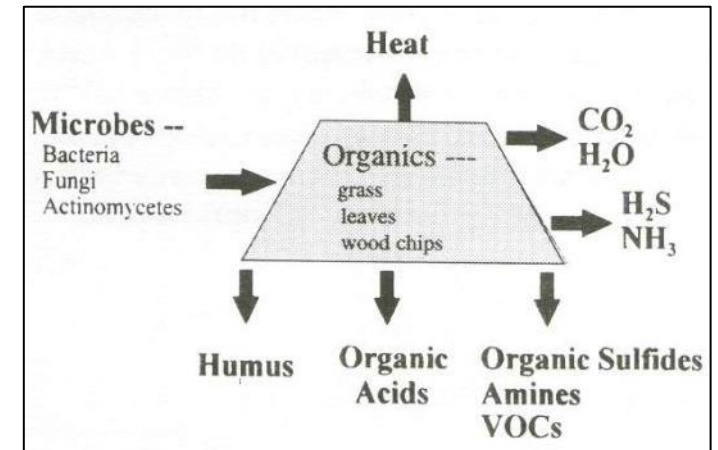 Heat
Microbes --
Bacteria
Fungi
Actinomycetes
Organics ---
grass
leaves
wood chips
CO₂
H₂O
H₂S
NH₃
Humus
Organic
Acids
Organic Sulfides
Amines
VOCs